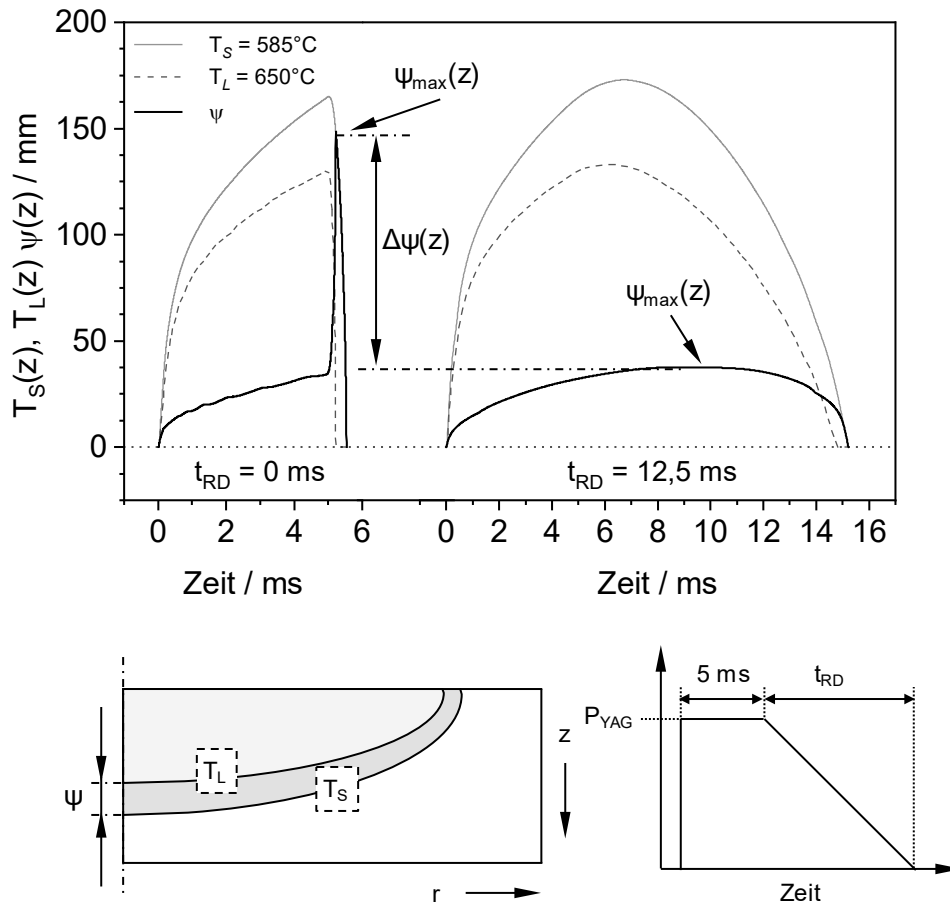 200
150
100
50
0
T_S(z), T_L(z) ψ(z) / mm
T_S = 585°C
T_L = 650°C
ψ
ψmax(z)
Δψ(z)
ψmax(z)
t_RD = 0 ms
t_RD = 12,5 ms
0 2 4 6
0 2 4 6 8 10 12 14 16
Zeit / ms
Zeit / ms
T_L
T_S
ψ
z
r
5 ms
t_RD
P_YAG
Zeit